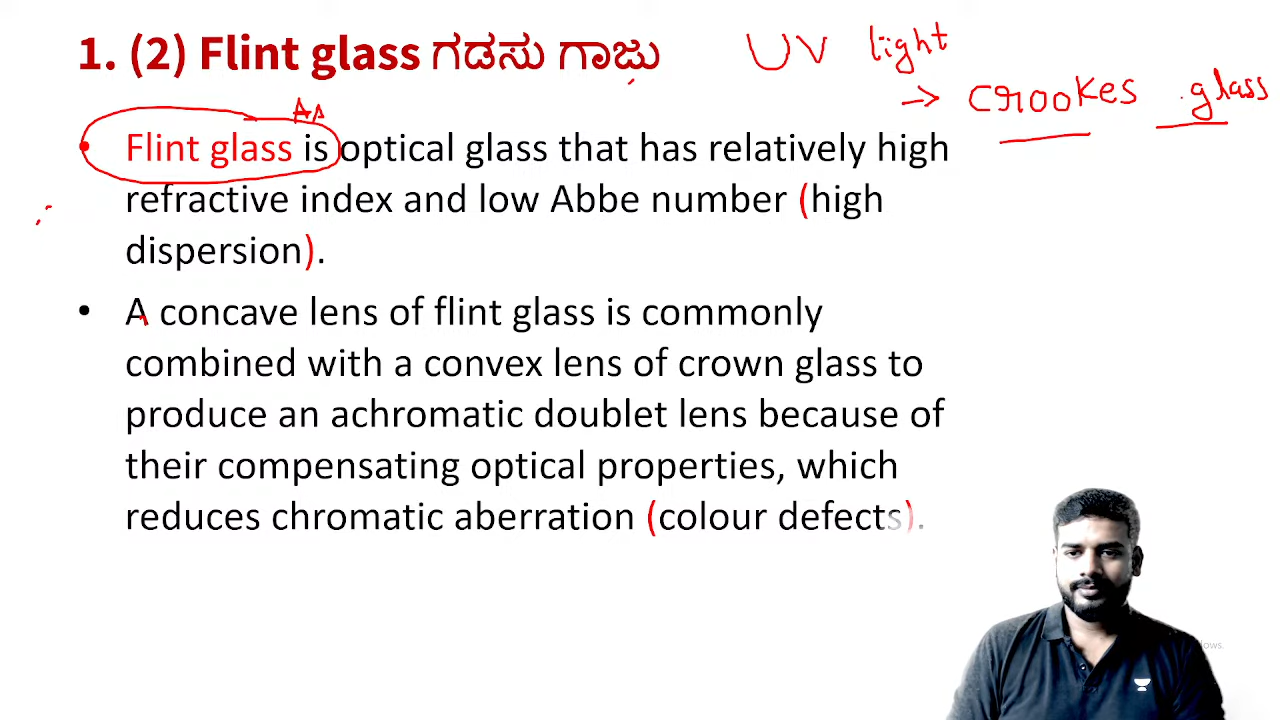 1. (2) Flint glass ಗಡಸು ಗಾಜು
UV light
→ crookes glass
• Flint glass is optical glass that has relatively high
refractive index and low Abbe number (high
dispersion).
• A concave lens of flint glass is commonly
combined with a convex lens of crown glass to
produce an achromatic doublet lens because of
their compensating optical properties, which
reduces chromatic aberration (colour defects).